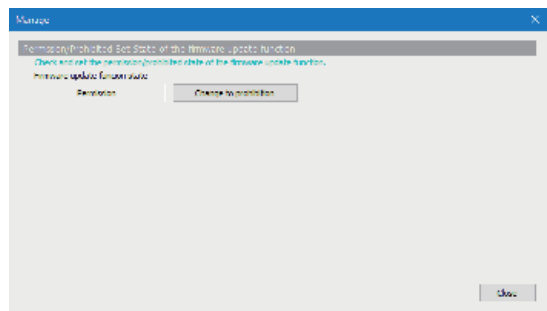 Manage
Permission/Prohibited Set State of the firmware update function
Check and set the permission/prohibited state of the firmware update function.
Firmware update function state
Permission
Change to prohibition
Close